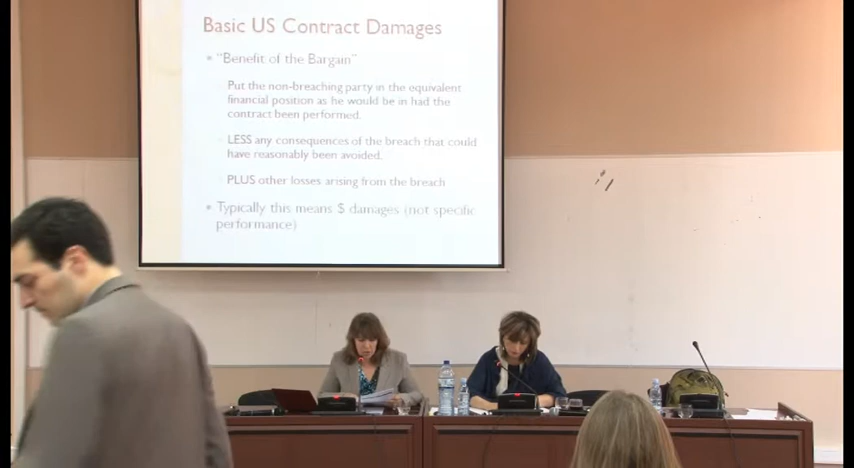 Basic US Contract Damages
"Benefit of the Bargain"
Put the non-breaching party in the equivalent
financial position as he would be in had the
contract been performed.
LESS any consequences of the breach that could
have reasonably been avoided.
PLUS other losses arising from the breach
Typically this means $ damages (not specific
performance)